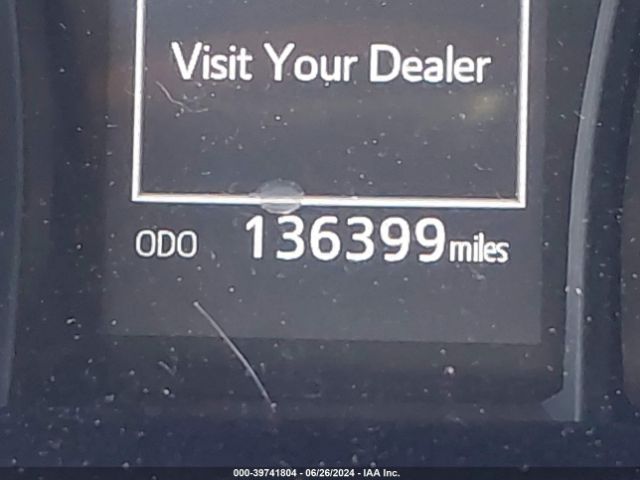 Visit Your Dealer
ODO 136399 miles
000-39741804 - 06/26/2024 - IAA Inc.